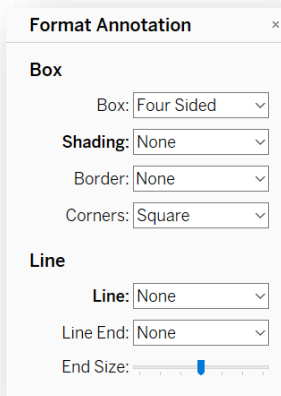 Format Annotation ×
Box
Box: Four Sided
Shading: None
Border: None
Corners: Square
Line
Line: None
Line End: None
End Size: